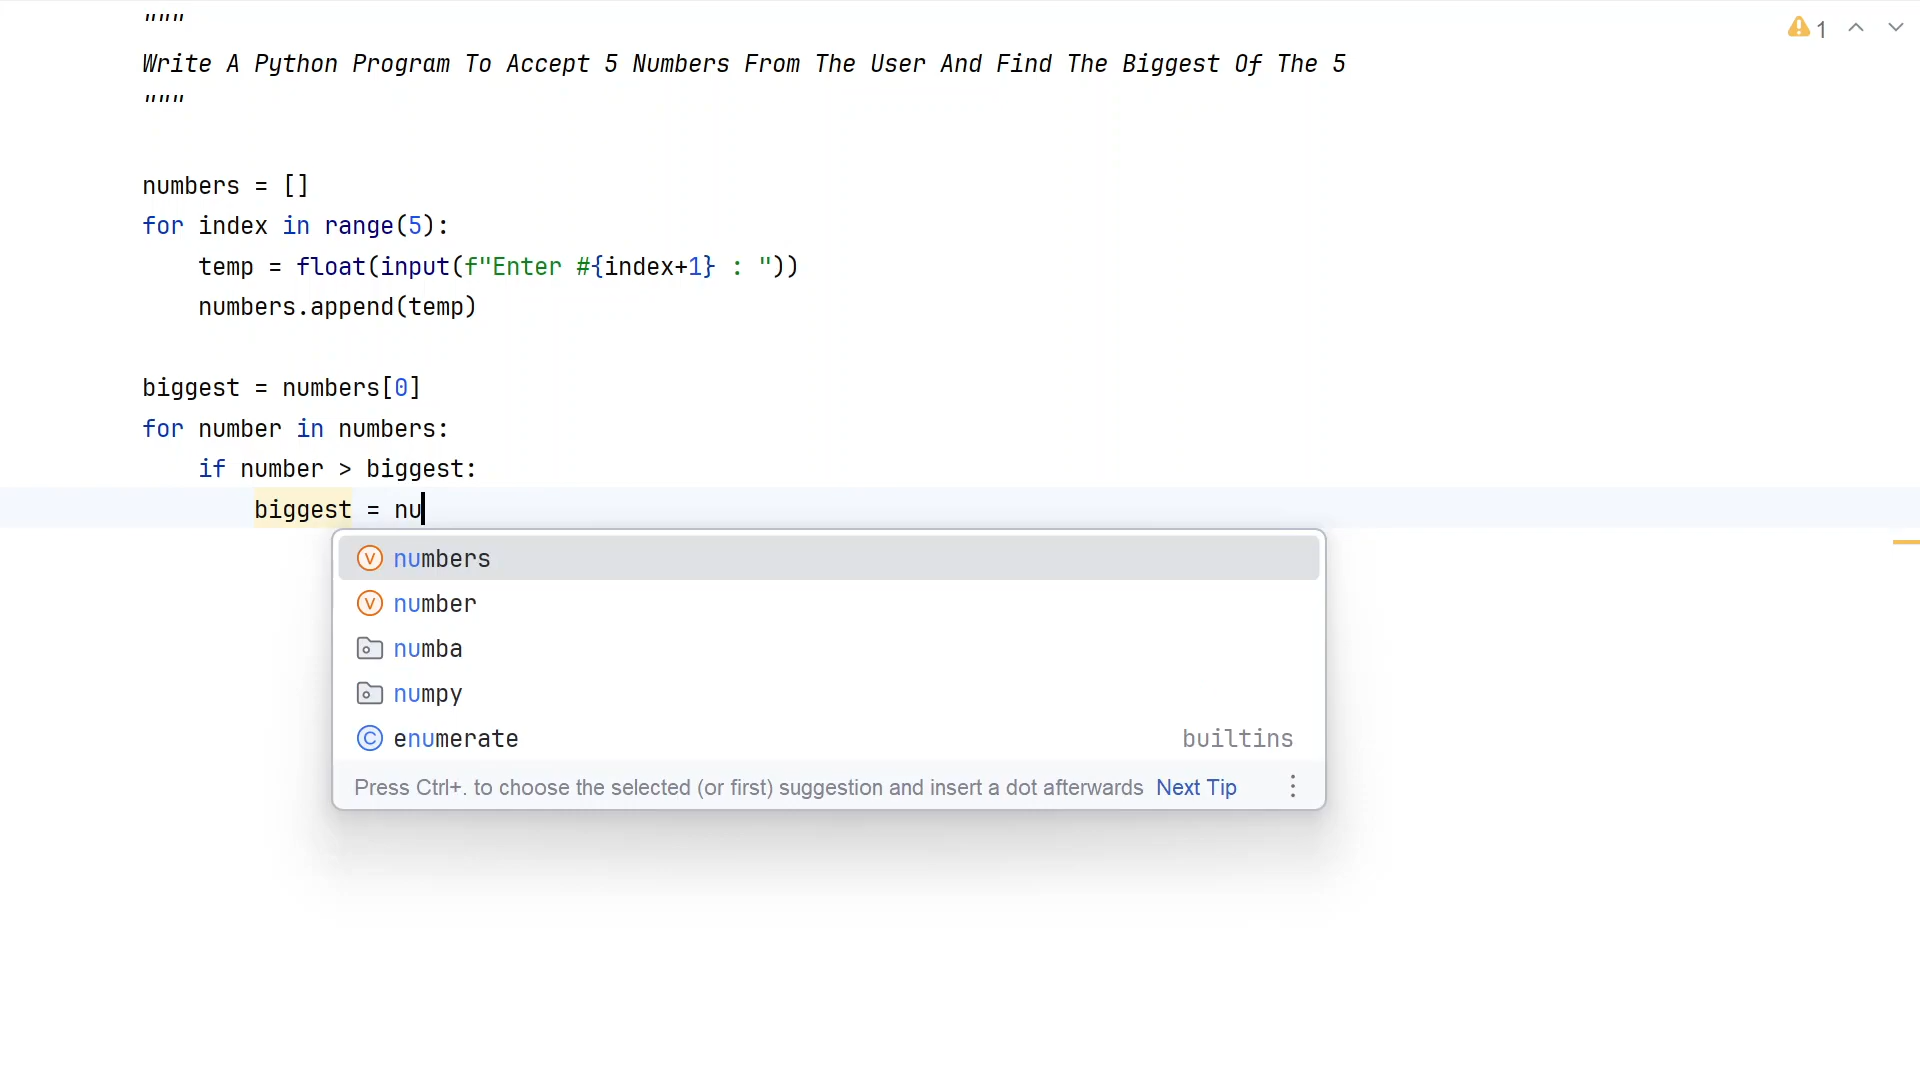 """
Write A Python Program To Accept 5 Numbers From The User And Find The Biggest Of The 5
"""
1
numbers = []
for index in range(5):
    temp = float(input(f"Enter #{index+1} : "))
    numbers.append(temp)
biggest = numbers[0]
for number in numbers:
    if number > biggest:
        biggest = nu
numbers
number
numba
numpy
enumerate builtins
Press Ctrl+. to choose the selected (or first) suggestion and insert a dot afterwards Next Tip